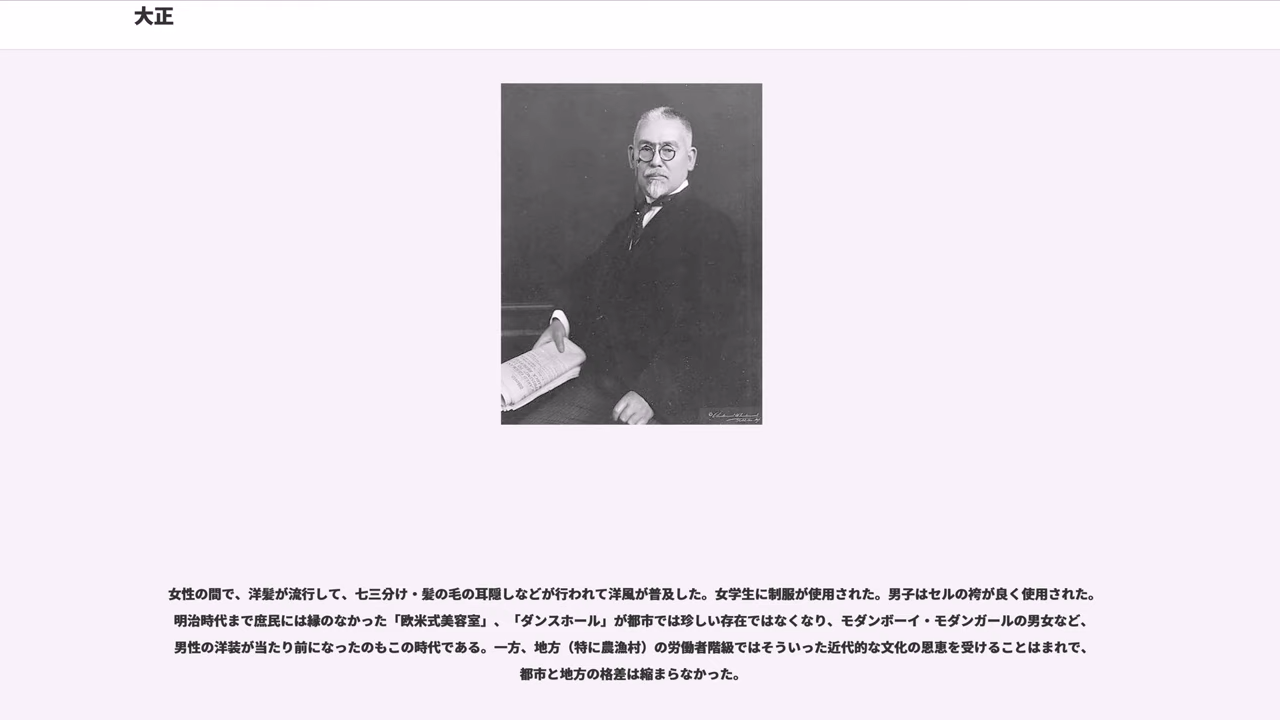 大正
女性の間で、洋髪が流行して、七三分け・髪の毛の耳隠しなどが行われて洋風が普及した。女学生に制服が使用された。男子はセルの袴が良く使用された。
明治時代まで庶民には縁のなかった「欧米式美容室」、「ダンスホール」が都市では珍しい存在ではなくなり、モダンボーイ・モダンガールの男女など、
男性の洋装が当たり前になったのもこの時代である。一方、地方（特に農漁村）の労働者階級ではそういった近代的な文化の恩恵を受けることはまれで、
都市と地方の格差は縮まらなかった。